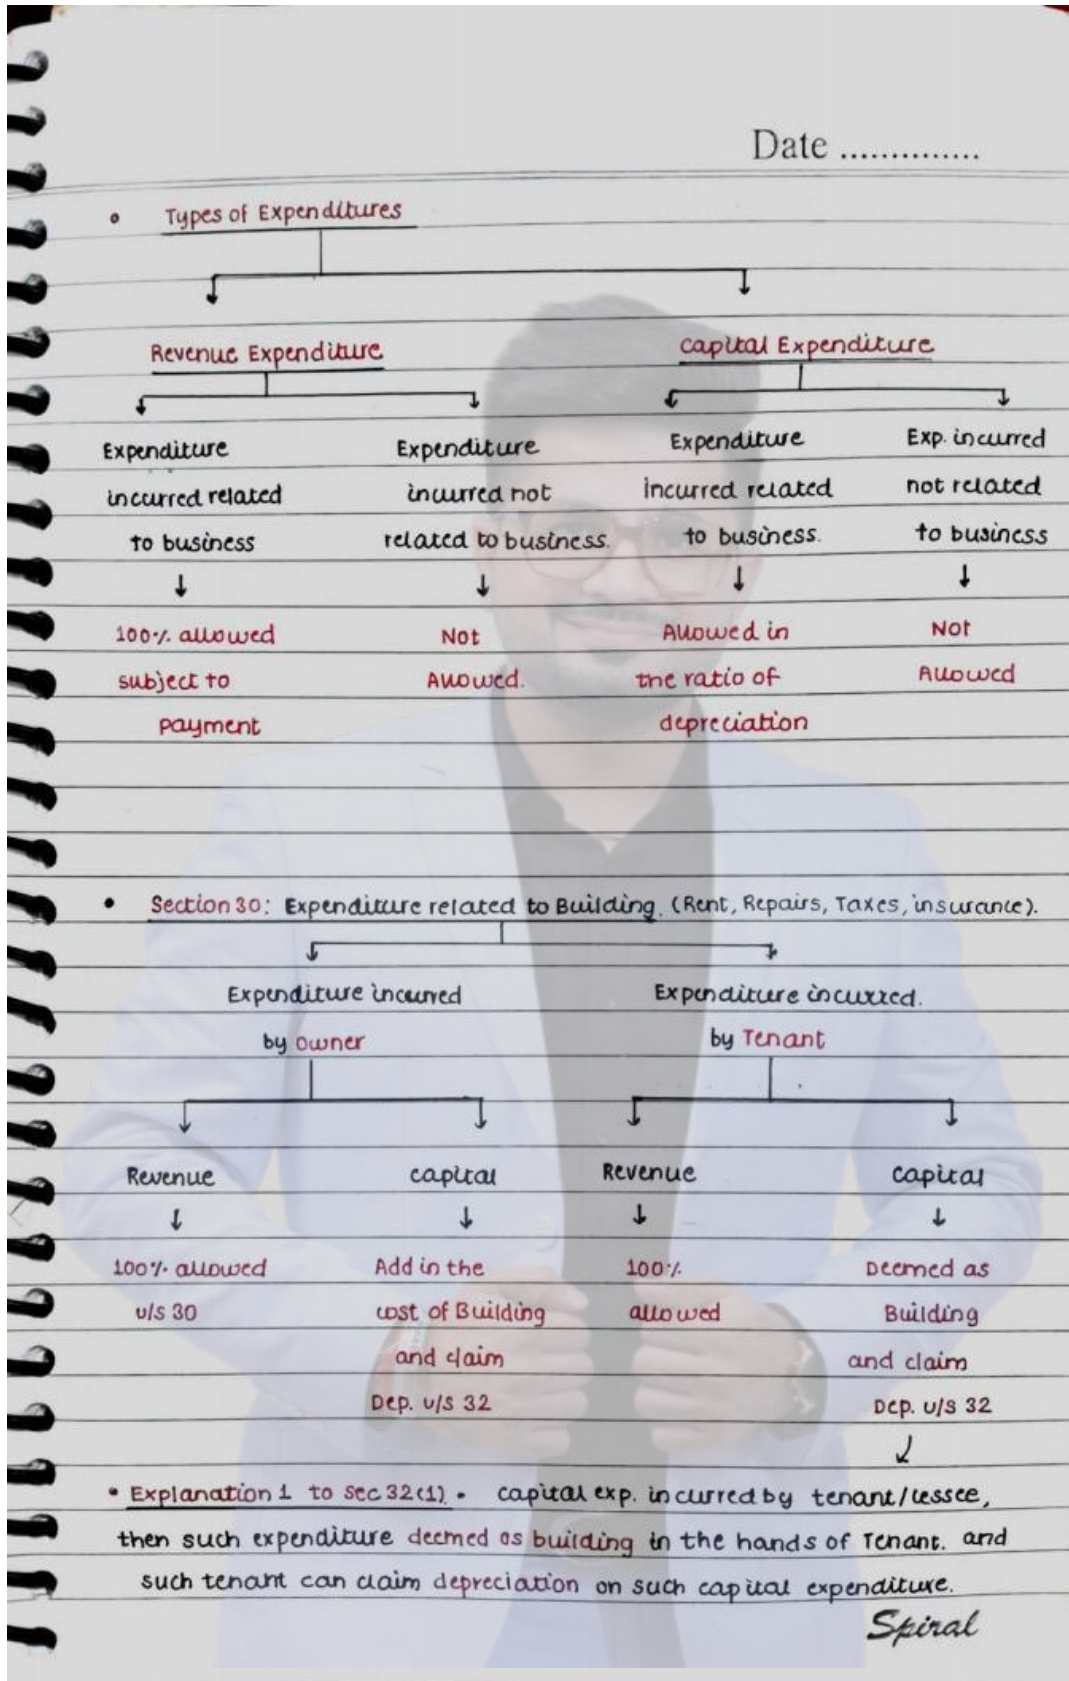 Date ..............
• Types of Expenditures
Revenue Expenditure Capital Expenditure
Expenditure Expenditure Expenditure Exp. incurred
incurred related incurred not incurred related not related
to business related to business. to business. to business
↓ ↓ ↓ ↓
100% allowed Not Allowed in Not
subject to Allowed. the ratio of Allowed
payment depreciation
• Section 30: Expenditure related to Building. (Rent, Repairs, Taxes, insurance).
Expenditure incurred Expenditure incurred.
by owner by Tenant
Revenue capital Revenue capital
↓ ↓ ↓ ↓
100% allowed Add in the 100% Deemed as
u/s 30 cost of Building allowed Building
and claim and claim
Dep. u/s 32 Dep. u/s 32
• Explanation 1 to sec 32(1). • capital exp. incurred by tenant/lessee,
then such expenditure deemed as building in the hands of Tenant. and
such tenant can claim depreciation on such capital expenditure.
Spiral